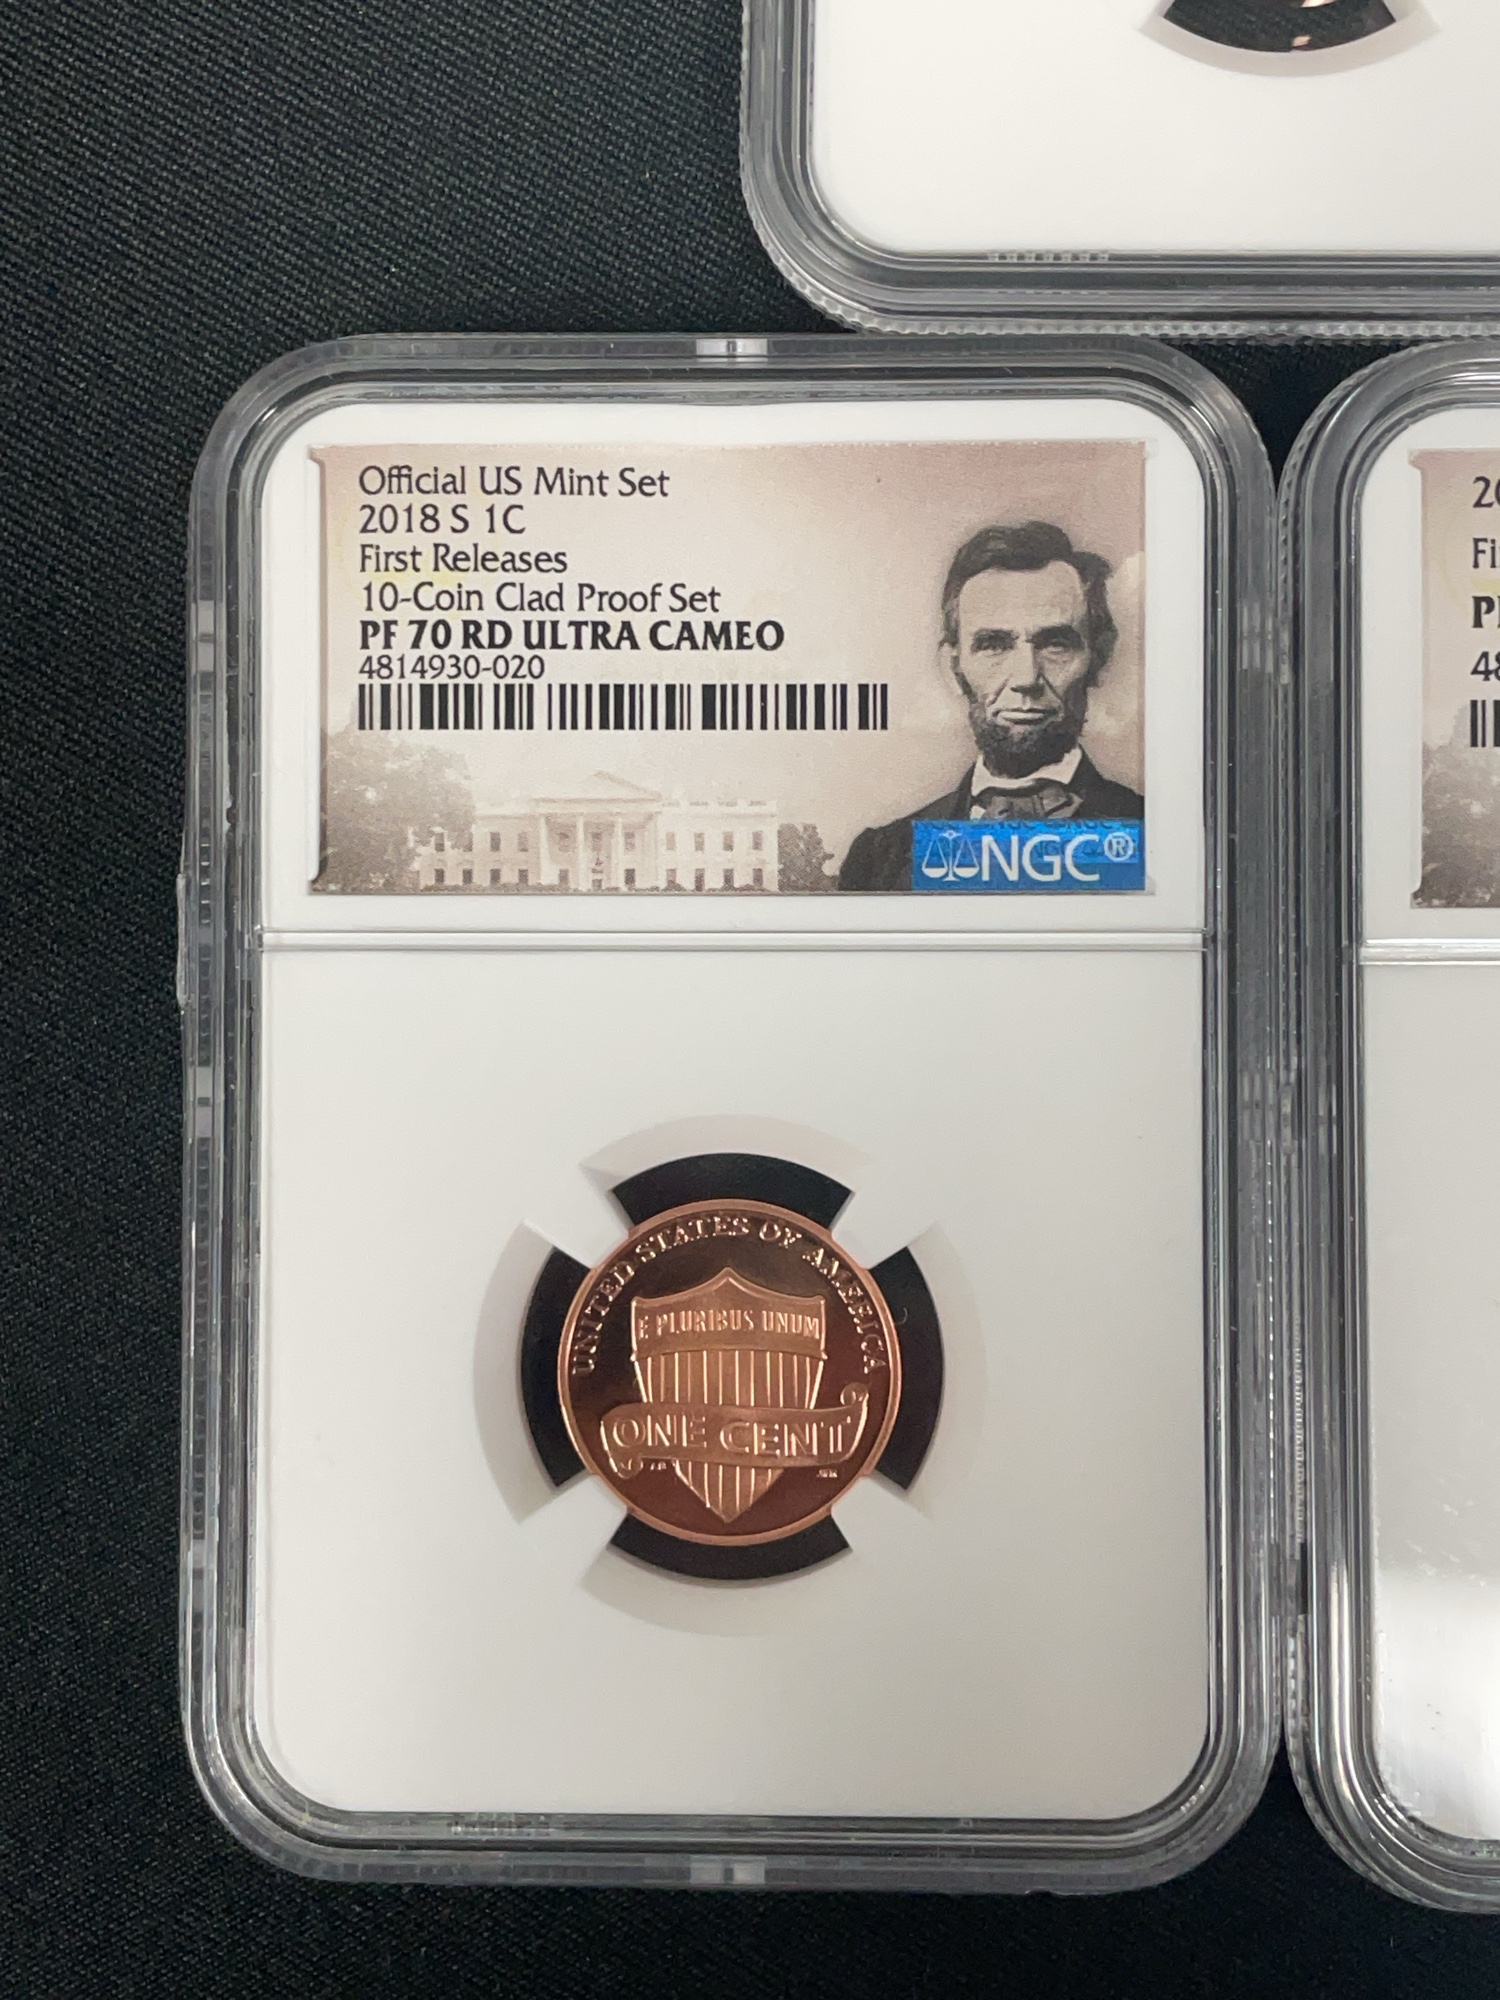 Official US Mint Set
2018 S 1C
First Releases
10-Coin Clad Proof Set
PF 70 RD ULTRA CAMEO
4814930-020
NGC®
UNITED STATES OF AMERICA
E PLURIBUS UNUM
ONE CENT